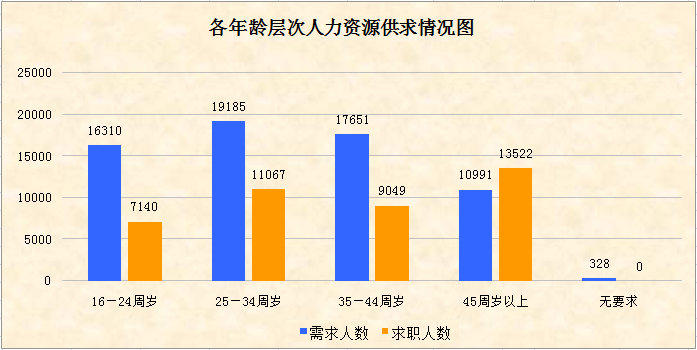 各年龄层次人力资源供求情况图
25000
20000
15000
10000
5000
0
16310
7140
19185
11067
17651
9049
10991
13522
328
0
16－24周岁
25－34周岁
35－44周岁
45周岁以上
无要求
需求人数
求职人数